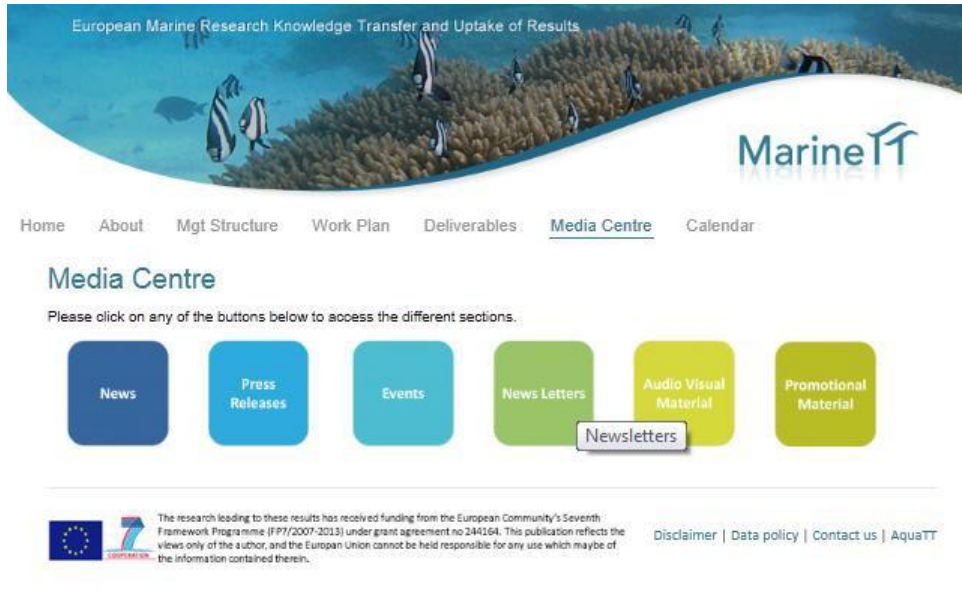 European Marine Research Knowledge Transfer and Uptake of Results
MarineTT
Home About Mgt Structure Work Plan Deliverables Media Centre Calendar
Media Centre
Please click on any of the buttons below to access the different sections.
News
Press
Releases
Events
News Letters
Audio Visual
Material
Promotional
Material
Newsletters
7
COOPERATION
The research leading to these results has received funding from the European Community's Seventh
Framework Programme (FP7/2007-2013) under grant agreement no 244164. This publication reflects the
views only of the author, and the Europan Union cannot be held responsible for any use which maybe of
the information contained therein.
Disclaimer | Data policy | Contact us | AquaTT